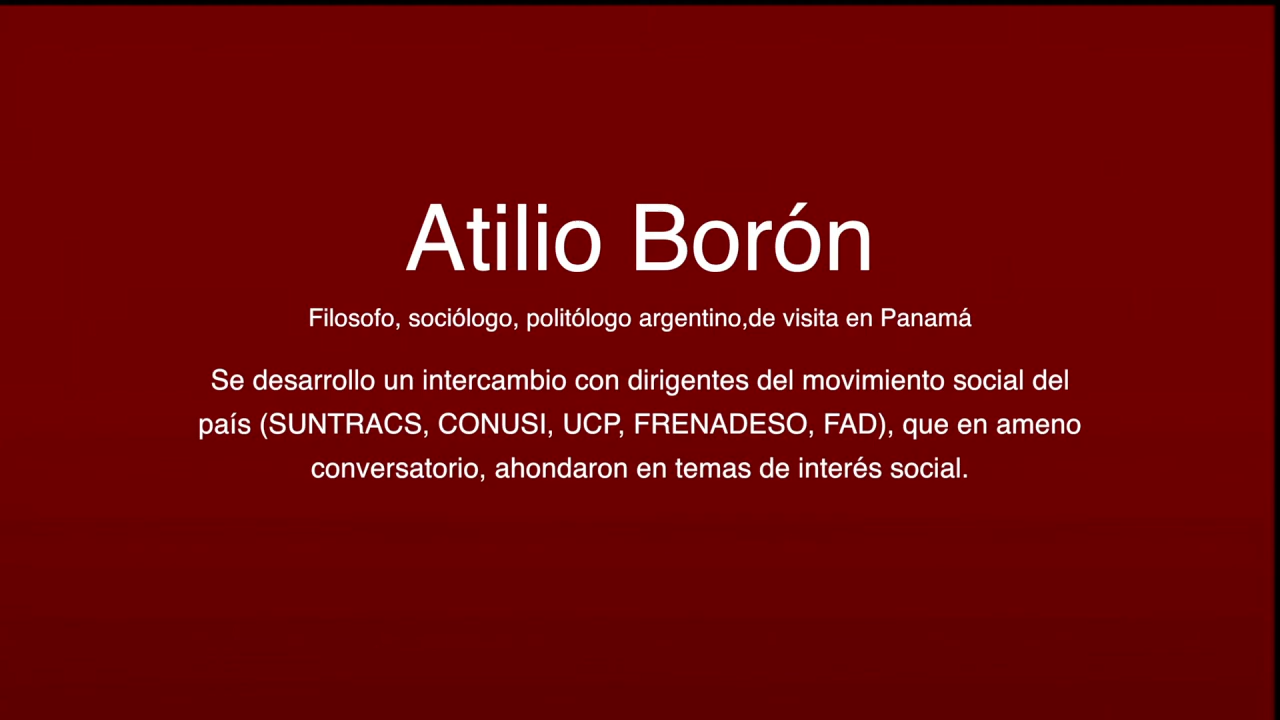 Atilio Borón
Filosofo, sociólogo, politólogo argentino,de visita en Panamá
Se desarrollo un intercambio con dirigentes del movimiento social del
país (SUNTRACS, CONUSI, UCP, FRENADESO, FAD), que en ameno
conversatorio, ahondaron en temas de interés social.